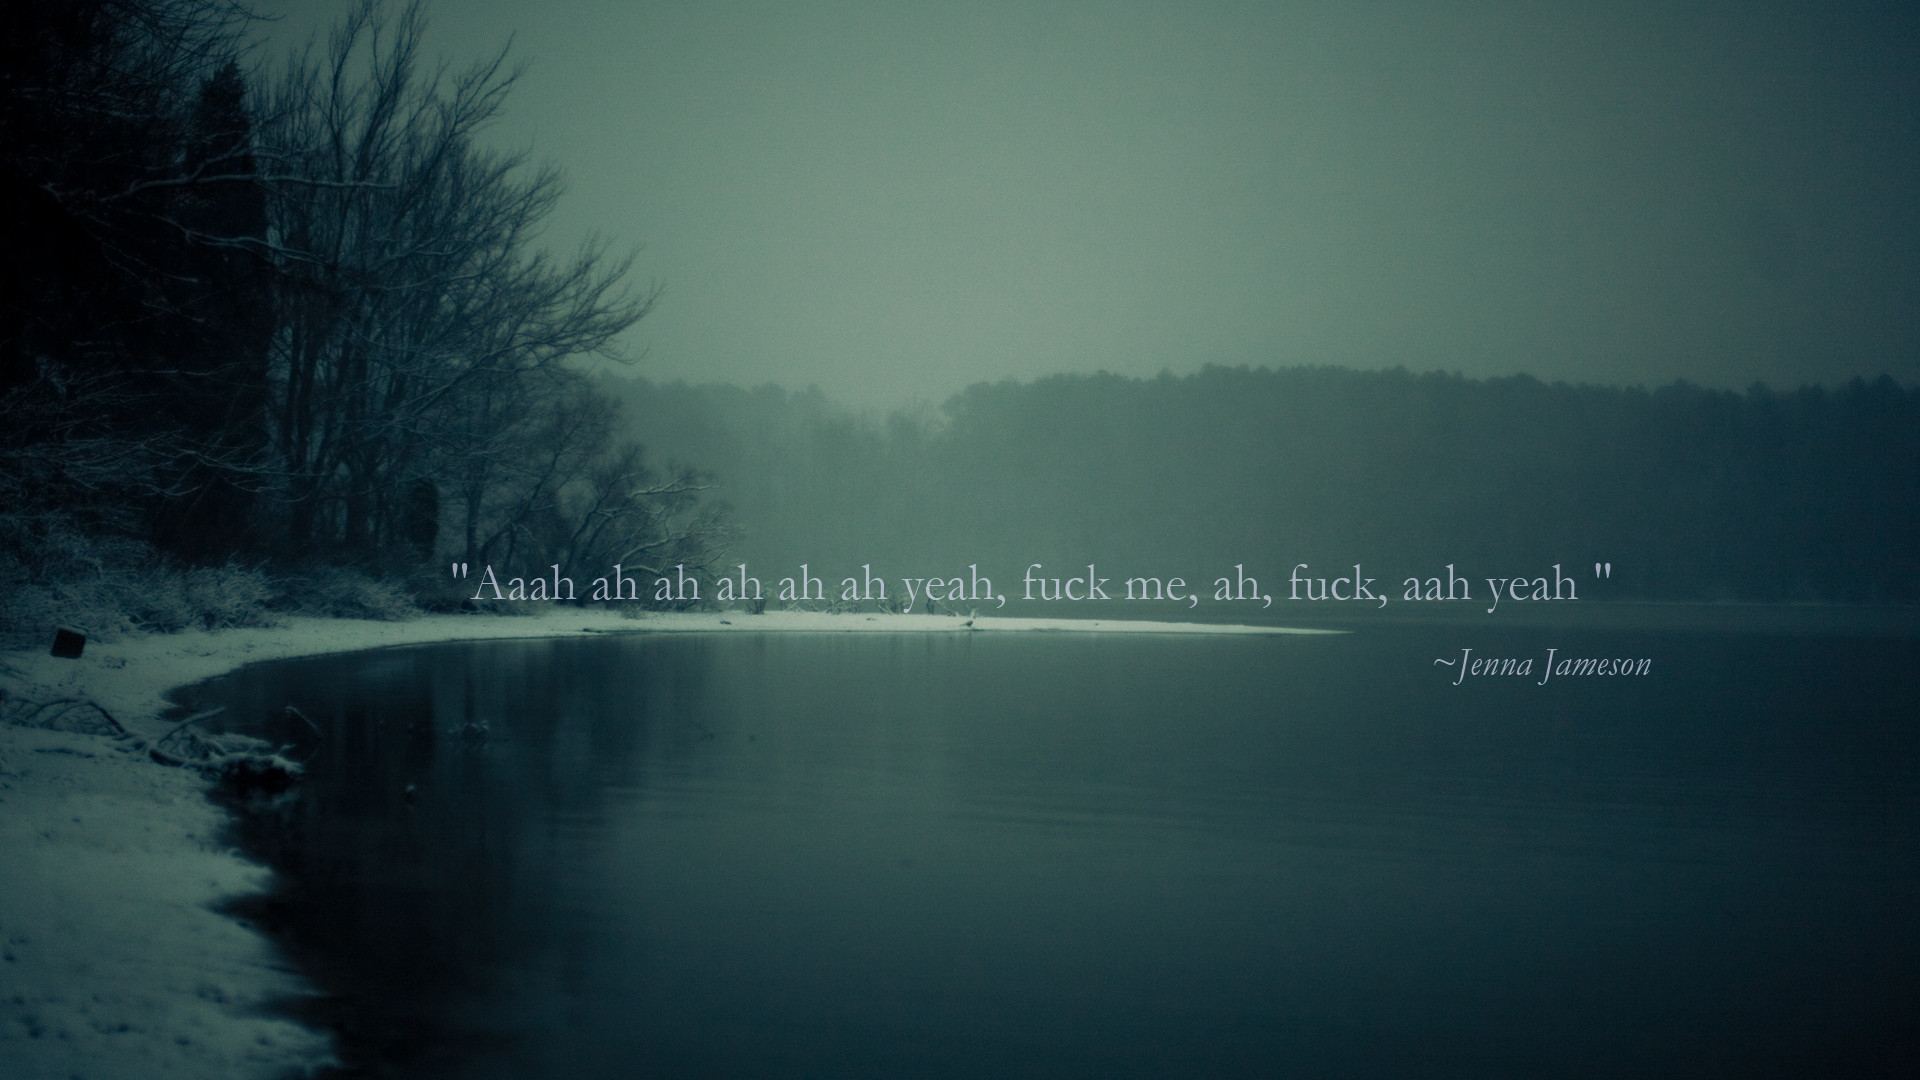 "Aaah ah ah ah ah ah yeah, fuck me, ah, fuck, aah yeah "
~Jenna Jameson